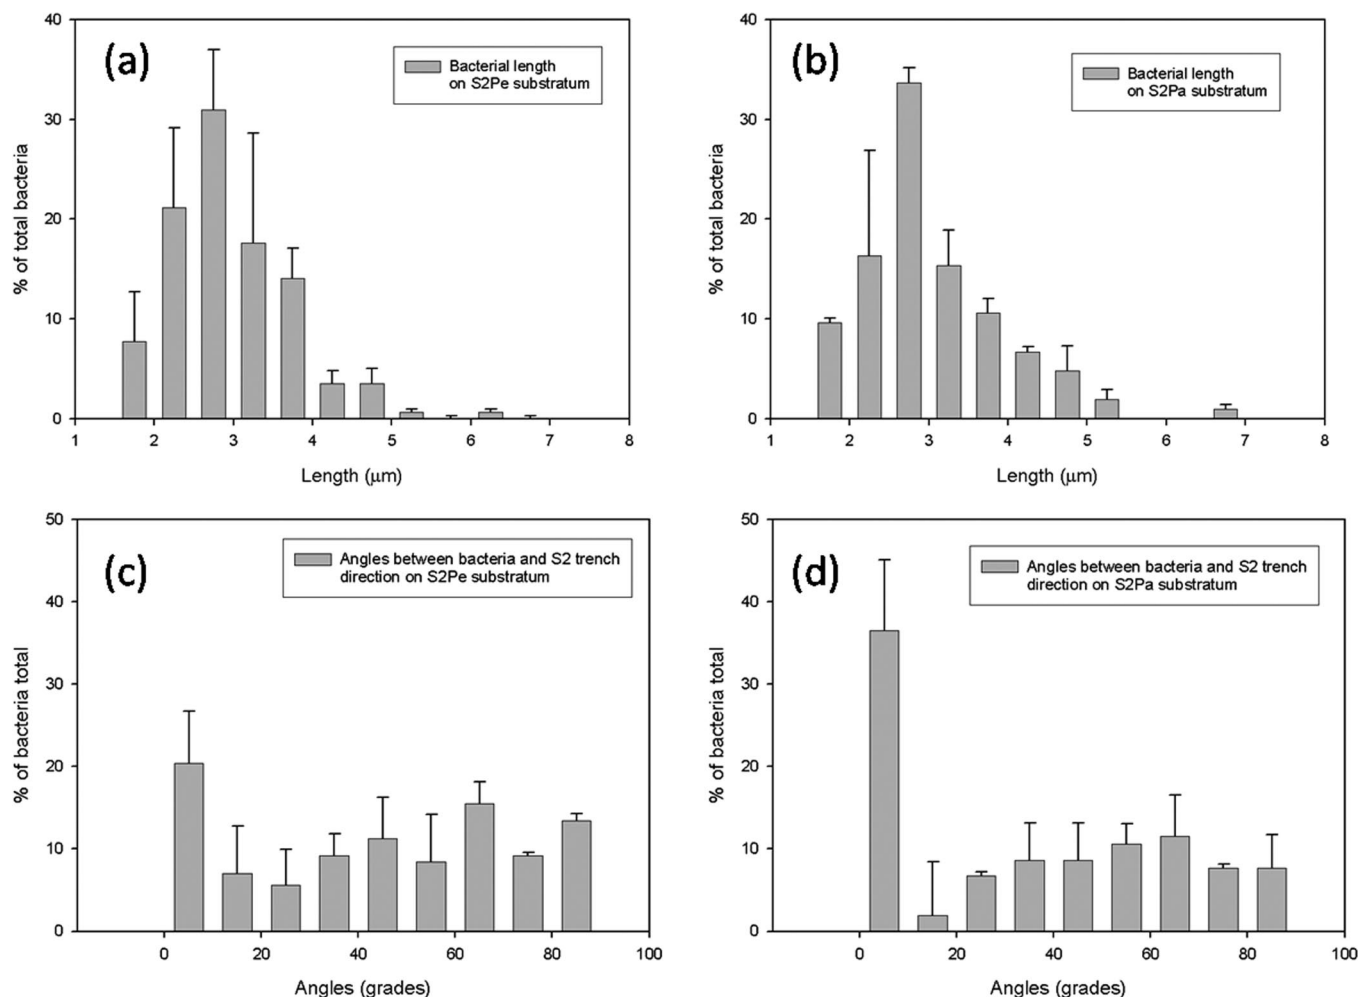 (a)
Bacterial length
on S2Pe substratum
% of total bacteria
40
30
20
10
0
1 2 3 4 5 6 7 8
Length (μm)
(b)
Bacterial length
on S2Pa substratum
% of total bacteria
40
30
20
10
0
1 2 3 4 5 6 7 8
Length (μm)
(c)
Angles between bacteria and S2 trench
direction on S2Pe substratum
% of bacteria total
50
40
30
20
10
0
0 20 40 60 80 100
Angles (grades)
(d)
Angles between bacteria and S2 trench
direction on S2Pa substratum
% of bacteria total
50
40
30
20
10
0
0 20 40 60 80 100
Angles (grades)